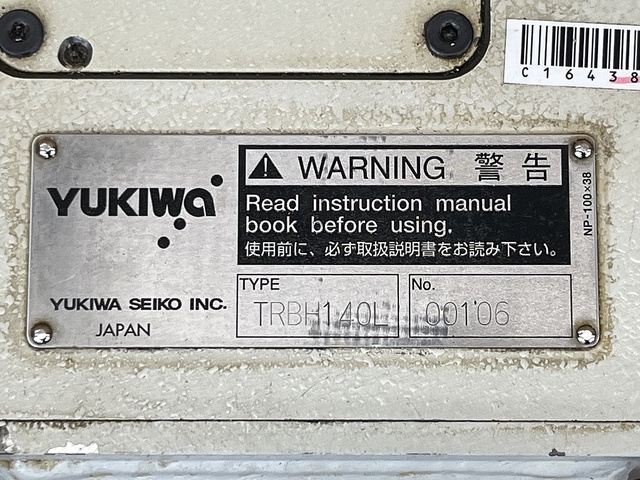 C16438
YUKIWA
⚠ WARNING 警告
Read instruction manual
book before using.
使用前に、必ず取扱説明書をお読み下さい。
NP-100×38
YUKIWA SEIKO INC.
JAPAN
TYPE
TRBH140L
No.
00106